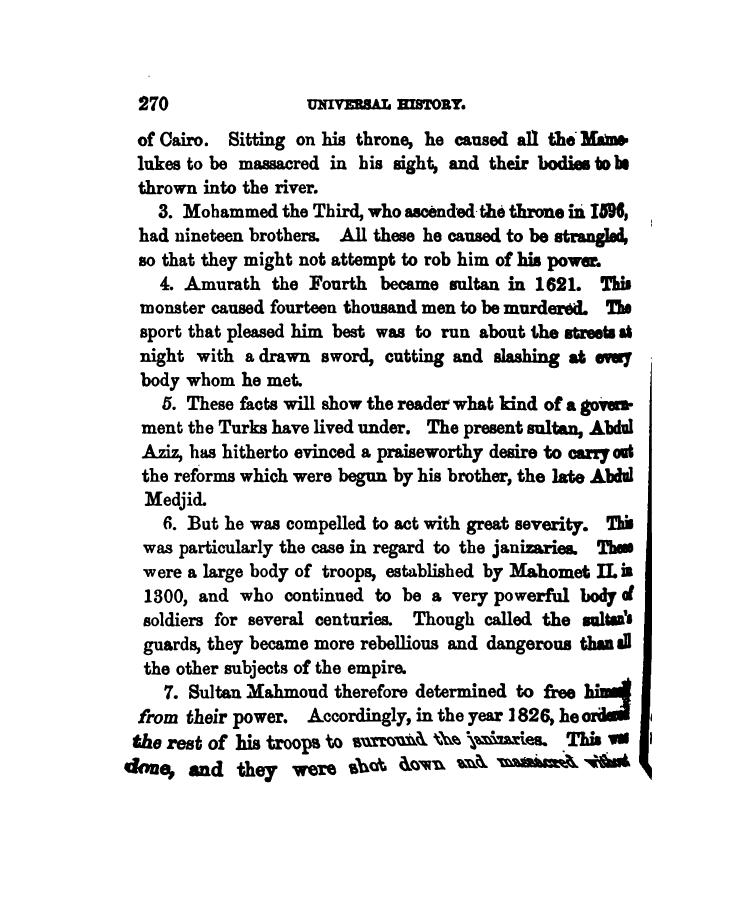 270 UNIVERSAL HISTORY.
of Cairo. Sitting on his throne, he caused all the Mame-
lukes to be massacred in his sight, and their bodies to be
thrown into the river.
3. Mohammed the Third, who ascended the throne in 1596,
had nineteen brothers. All these he caused to be strangled,
so that they might not attempt to rob him of his power.
4. Amurath the Fourth became sultan in 1621. This
monster caused fourteen thousand men to be murdered. The
sport that pleased him best was to run about the streets at
night with a drawn sword, cutting and slashing at every
body whom he met.
5. These facts will show the reader what kind of a govern-
ment the Turks have lived under. The present sultan, Abdul
Aziz, has hitherto evinced a praiseworthy desire to carry out
the reforms which were begun by his brother, the late Abdul
Medjid.
6. But he was compelled to act with great severity. This
was particularly the case in regard to the janizaries. These
were a large body of troops, established by Mahomet II. in
1300, and who continued to be a very powerful body of
soldiers for several centuries. Though called the sultan's
guards, they became more rebellious and dangerous than all
the other subjects of the empire.
7. Sultan Mahmoud therefore determined to free himself
from their power. Accordingly, in the year 1826, he ordered
the rest of his troops to surround the janizaries. This was
done, and they were shot down and massacred without